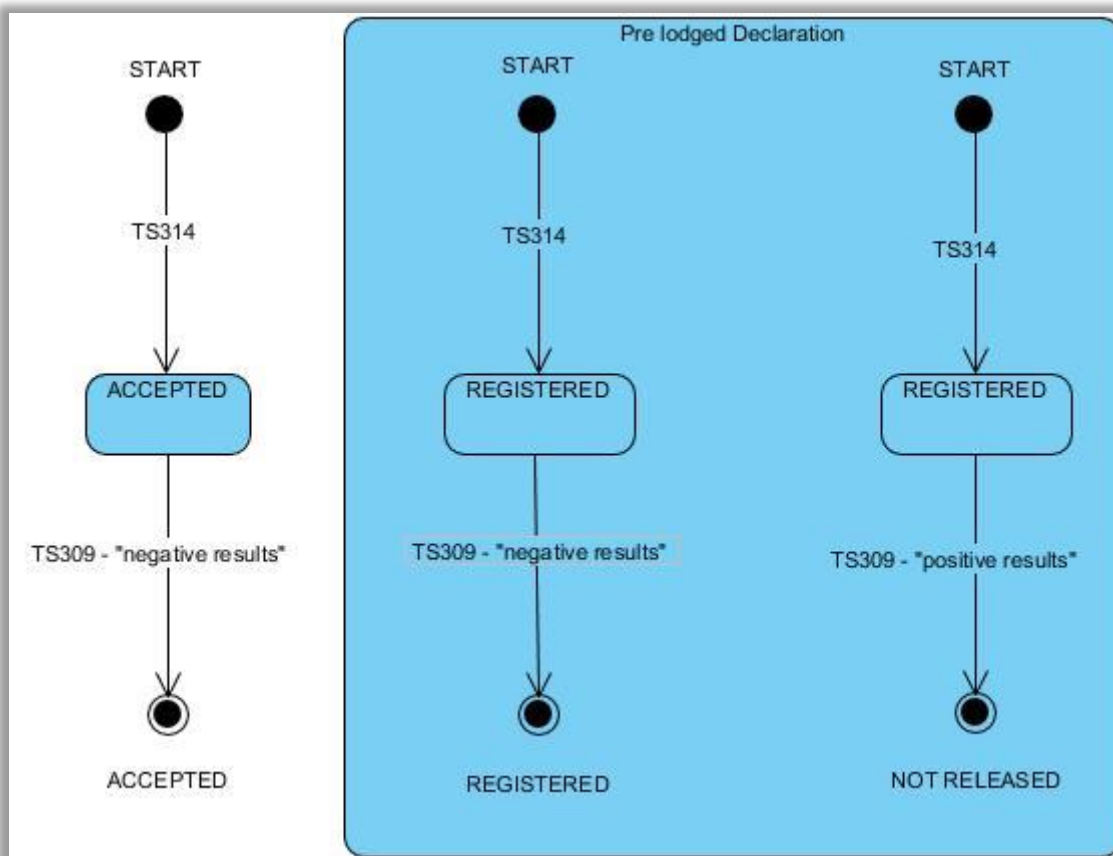 Pre lodged Declaration
START
START
START
TS314
TS314
TS314
ACCEPTED
REGISTERED
REGISTERED
TS309 - "negative results"
TS309 - "negative results"
TS309 - "positive results"
ACCEPTED
REGISTERED
NOT RELEASED